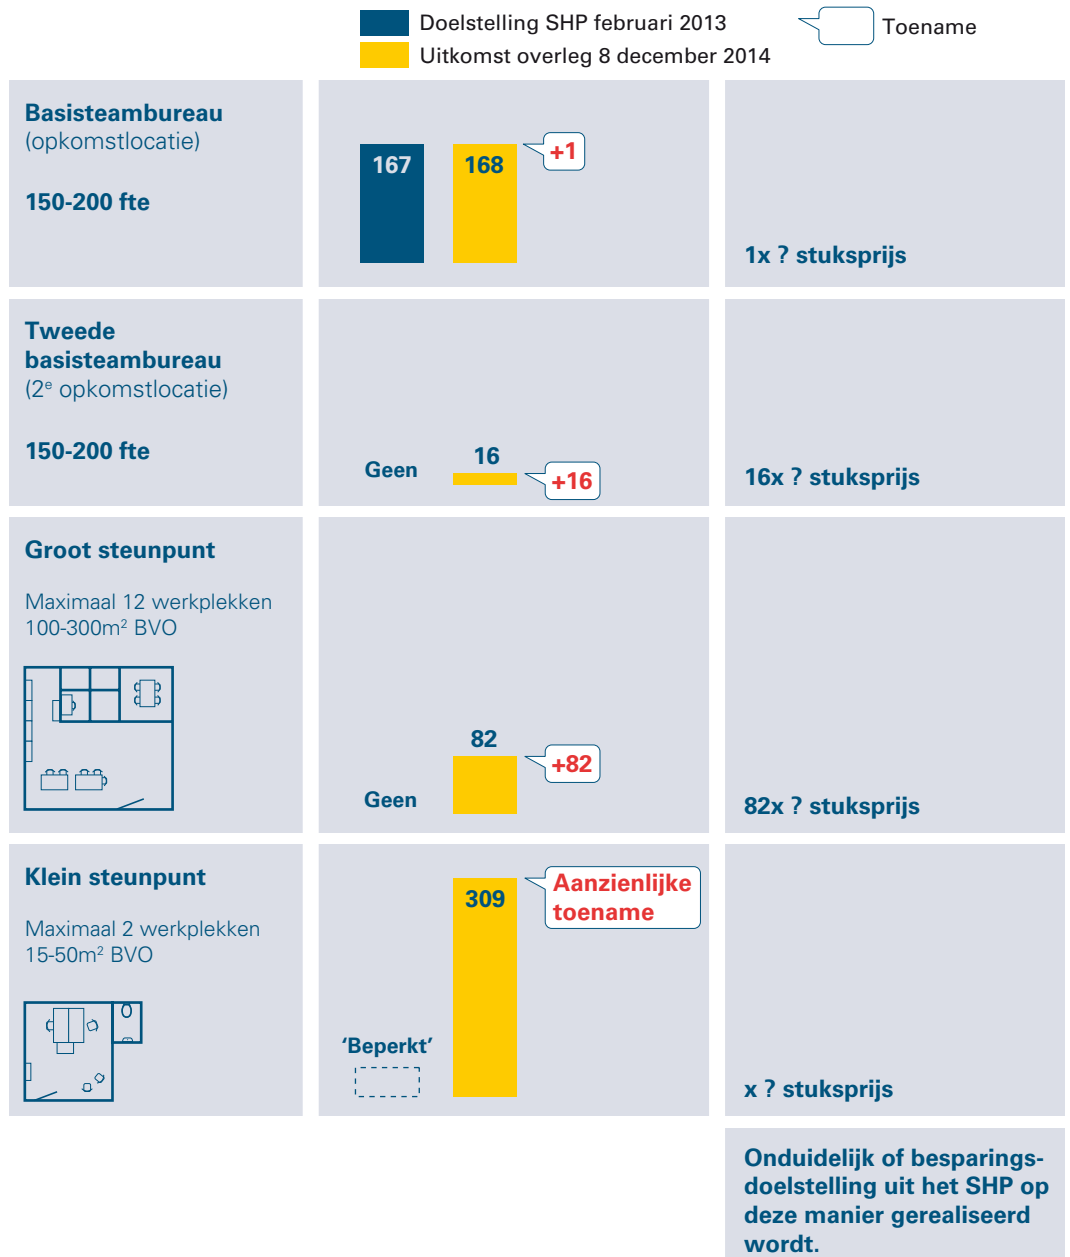 Doelstelling SHP februari 2013
Toename
Uitkomst overleg 8 december 2014
Basisteambureau
(opkomstlocatie)
150-200 fte
167
168
+1
1x ? stuksprijs
Tweede
basisteambureau
(2e opkomstlocatie)
150-200 fte
Geen
16
+16
16x ? stuksprijs
Groot steunpunt
Maximaal 12 werkplekken
100-300m² BVO
Geen
82
+82
82x ? stuksprijs
Klein steunpunt
Maximaal 2 werkplekken
15-50m² BVO
'Beperkt'
309
Aanzienlijke
toename
x ? stuksprijs
Onduidelijk of besparings-
doelstelling uit het SHP op
deze manier gerealiseerd
wordt.